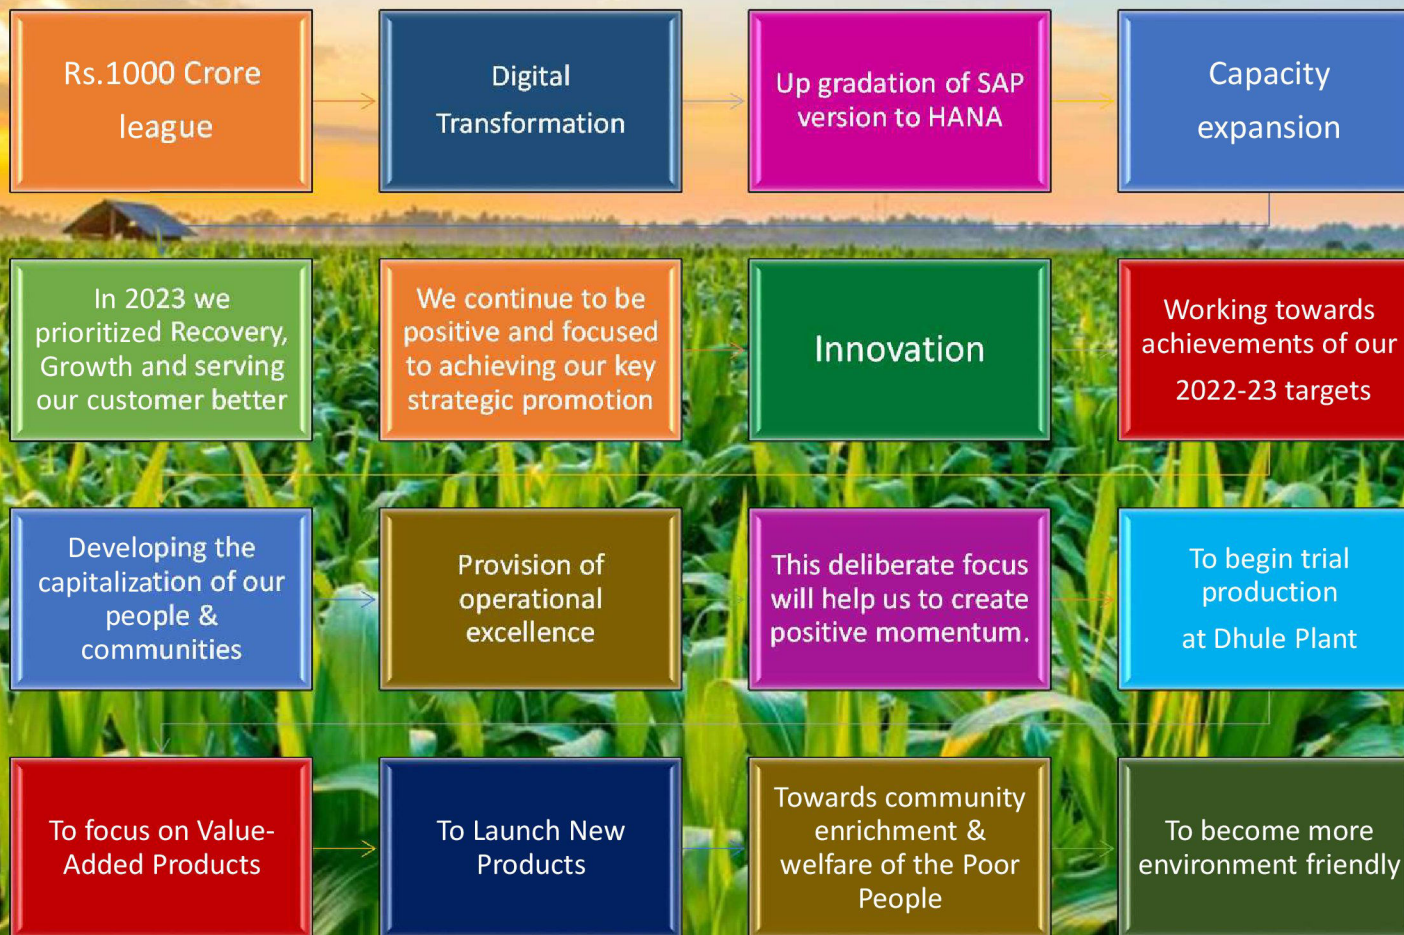 Rs.1000 Crore
league
Digital
Transformation
Up gradation of SAP
version to HANA
Capacity
expansion
In 2023 we
prioritized Recovery,
Growth and serving
our customer better
We continue to be
positive and focused
to achieving our key
strategic promotion
Innovation
Working towards
achievements of our
2022-23 targets
Developing the
capitalization of our
people &
communities
Provision of
operational
excellence
This deliberate focus
will help us to create
positive momentum.
To begin trial
production
at Dhule Plant
To focus on Value-
Added Products
To Launch New
Products
Towards community
enrichment &
welfare of the Poor
People
To become more
environment friendly